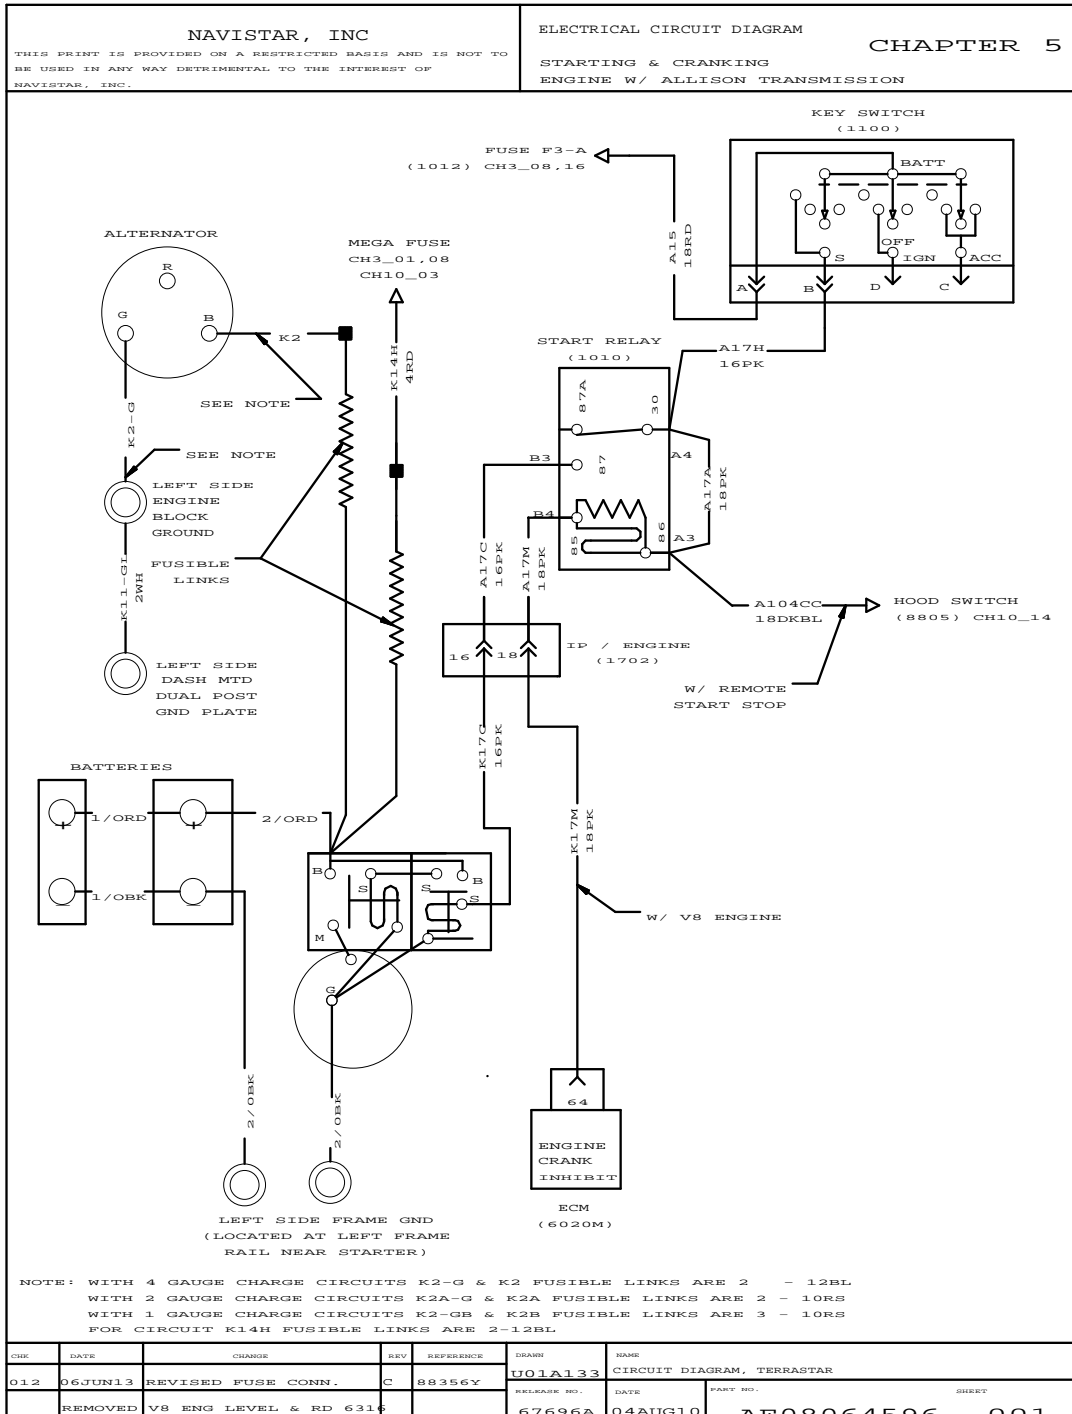 NAVISTAR, INC
THIS PRINT IS PROVIDED ON A RESTRICTED BASIS AND IS NOT TO
BE USED IN ANY WAY DETRIMENTAL TO THE INTEREST OF
NAVISTAR, INC.
ELECTRICAL CIRCUIT DIAGRAM
CHAPTER 5
STARTING & CRANKING
ENGINE W/ ALLISON TRANSMISSION
KEY SWITCH
(1100)
FUSE F3-A
(1012) CH3_08,16
BATT
A15
18RD
OFF
S
IGN
ACC
A
B
D
C
ALTERNATOR
R
G
B
MEGA FUSE
CH3_01,08
CH10_03
K2
K14H
4RD
START RELAY
(1010)
A17H
16PK
87A
30
SEE NOTE
K2-G
SEE NOTE
B3
87
A4
A17A
18PK
LEFT SIDE
ENGINE
BLOCK
GROUND
B4
85
86
A3
FUSIBLE
LINKS
K11-GL
2WH
A17C
16PK
A17M
18PK
A104CC
18DKBL
HOOD SWITCH
(8805) CH10_14
16
18
IP / ENGINE
(1702)
LEFT SIDE
DASH MTD
DUAL POST
GND PLATE
W/ REMOTE
START STOP
K17C
16PK
BATTERIES
1/0RD
2/0RD
1/0BK
K17M
18PK
B
S
S
B
S
M
G
W/ V8 ENGINE
2/0BK
2/0BK
64
ENGINE
CRANK
INHIBIT
ECM
(6020M)
LEFT SIDE FRAME GND
(LOCATED AT LEFT FRAME
RAIL NEAR STARTER)
NOTE: WITH 4 GAUGE CHARGE CIRCUITS K2-G & K2 FUSIBLE LINKS ARE 2 - 12BL
WITH 2 GAUGE CHARGE CIRCUITS K2A-G & K2A FUSIBLE LINKS ARE 2 - 10RS
WITH 1 GAUGE CHARGE CIRCUITS K2-GB & K2B FUSIBLE LINKS ARE 3 - 10RS
FOR CIRCUIT K14H FUSIBLE LINKS ARE 2-12BL
CHK DATE CHANGE REV REFERENCE DRAWN NAME
012 06JUN13 REVISED FUSE CONN. C 88356Y U01A133 CIRCUIT DIAGRAM, TERRASTAR
RELEASE NO. DATE PART NO. SHEET
REMOVED V8 ENG LEVEL & RD 6316 67696A 04AUG10 AE08064596 001